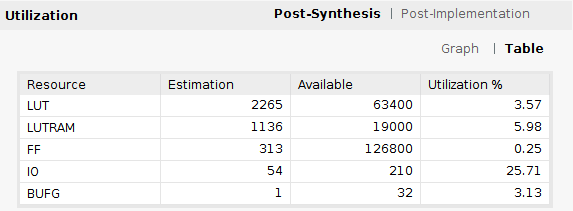 Utilization Post-Synthesis | Post-Implementation
Graph | Table
Resource Estimation Available Utilization %
LUT 2265 63400 3.57
LUTRAM 1136 19000 5.98
FF 313 126800 0.25
IO 54 210 25.71
BUFG 1 32 3.13